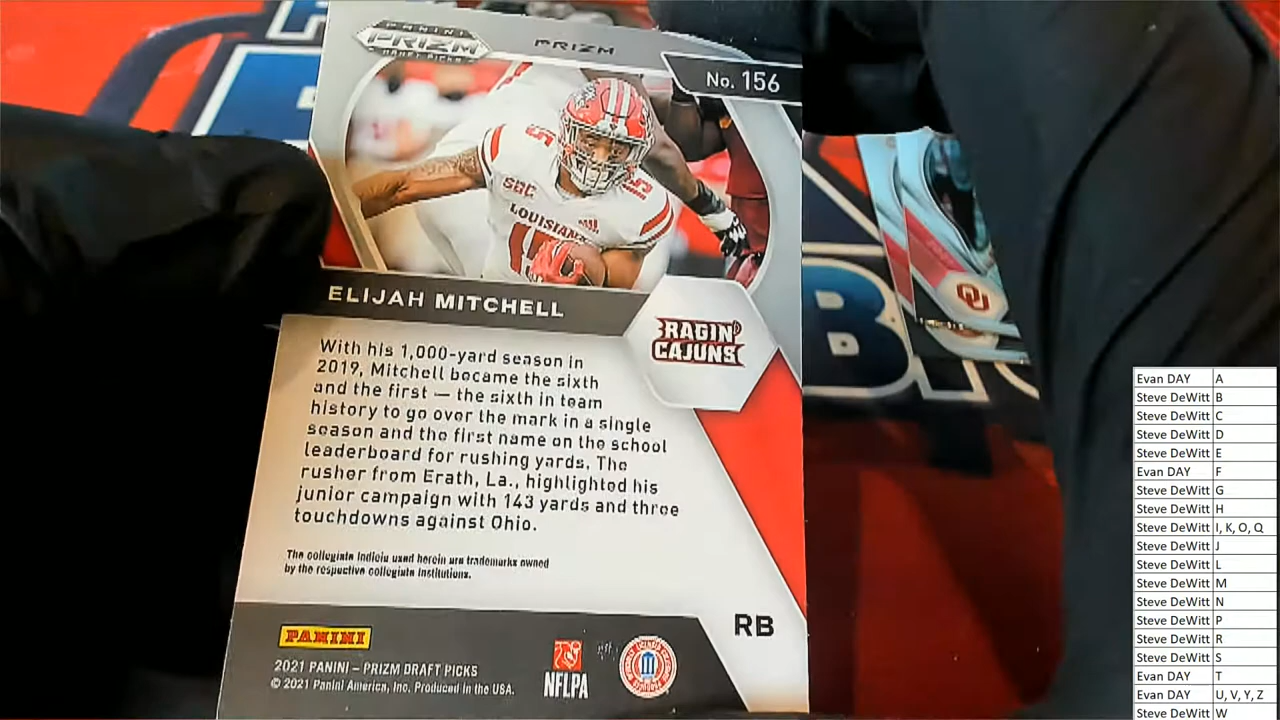 PANINI
PRIZM
DRAFT PICKS
PRIZM
No. 156
15
SBC
LOUISIANA
15
ELIJAH MITCHELL
RAGIN'
CAJUNS
With his 1,000-yard season in
2019, Mitchell became the sixth
and the first — the sixth in team
history to go over the mark in a single
season and the first name on the school
leaderboard for rushing yards. The
rusher from Erath, La., highlighted his
junior campaign with 143 yards and three
touchdowns against Ohio.
The collegiate indicia used herein are trademarks owned
by the respective collegiate institutions.
RB
PANINI
2021 PANINI – PRIZM DRAFT PICKS
© 2021 Panini America, Inc. Produced in the USA.
NFLPA
OU
B
Evan DAY A
Steve DeWitt B
Steve DeWitt C
Steve DeWitt D
Steve DeWitt E
Evan DAY F
Steve DeWitt G
Steve DeWitt H
Steve DeWitt I, K, O, Q
Steve DeWitt J
Steve DeWitt L
Steve DeWitt M
Steve DeWitt N
Steve DeWitt P
Steve DeWitt R
Steve DeWitt S
Evan DAY T
Evan DAY U, V, Y, Z
Steve DeWitt W